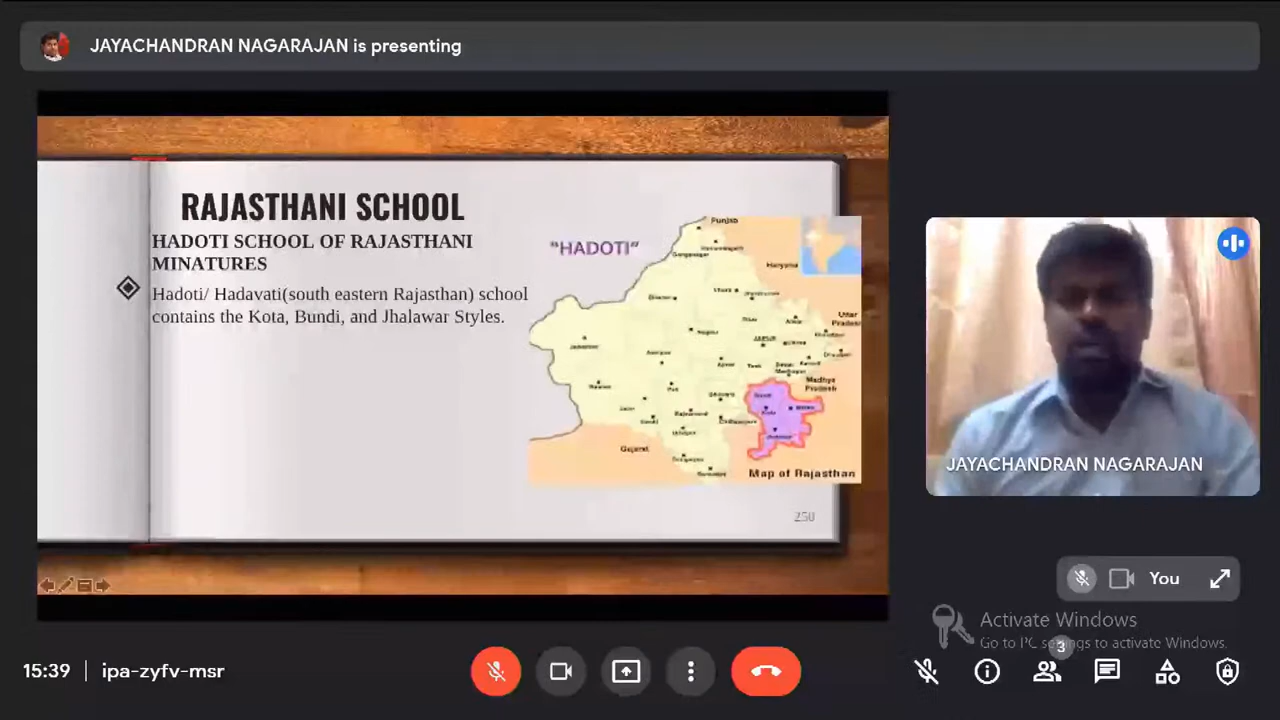 JAYACHANDRAN NAGARAJAN is presenting
RAJASTHANI SCHOOL
HADOTI SCHOOL OF RAJASTHANI
MINATURES
Hadoti/ Hadavati(south eastern Rajasthan) school
contains the Kota, Bundi, and Jhalawar Styles.
"HADOTI"
Punjab
Haryana
Uttar
Pradesh
JAIPUR
Madhya
Pradesh
Gujarat
Map of Rajasthan
250
JAYACHANDRAN NAGARAJAN
You
Activate Windows
Go to PC settings to activate Windows.
3
15:39 | ipa-zyfv-msr